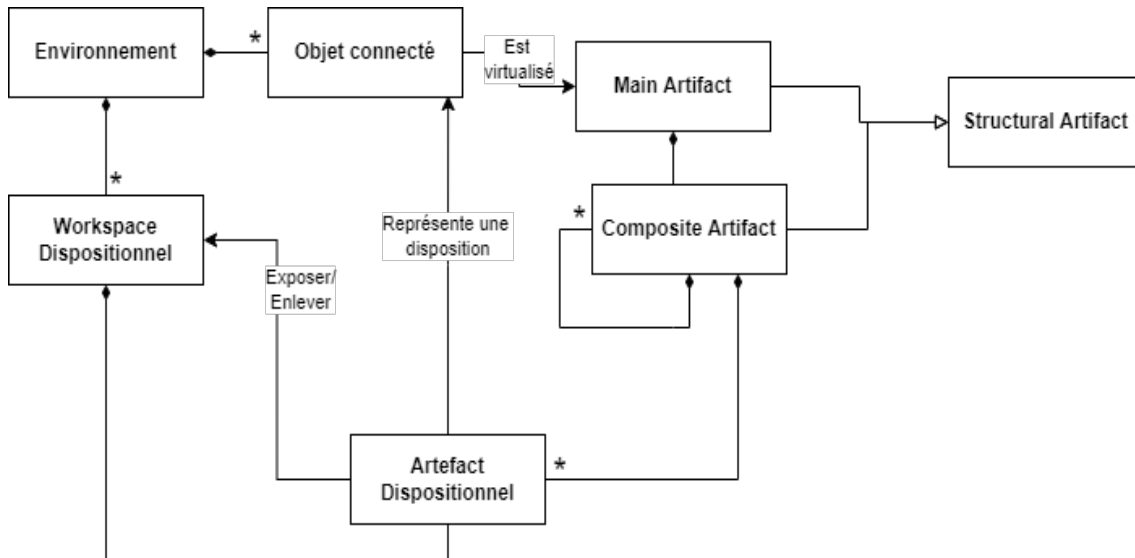 Environnement
*
Objet connecté
Est
virtualisé
Main Artifact
Structural Artifact
*
Workspace
Dispositionnel
Représente une
disposition
*
Composite Artifact
Exposer/
Enlever
Artefact
Dispositionnel
*